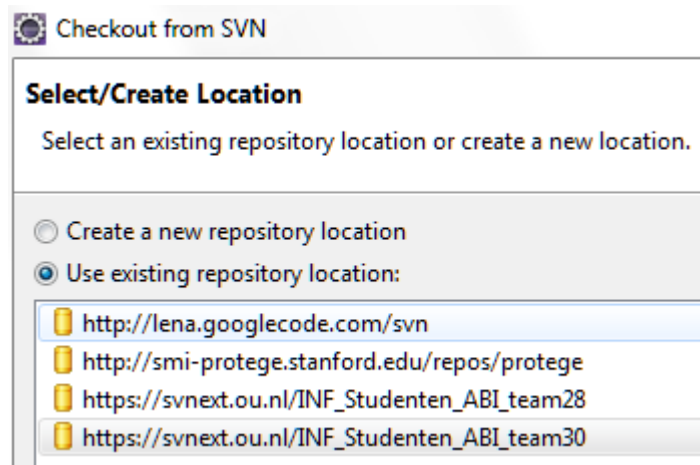 Checkout from SVN
Select/Create Location
Select an existing repository location or create a new location.
Create a new repository location
Use existing repository location:
http://lena.googlecode.com/svn
http://smi-protege.stanford.edu/repos/protege
https://svnext.ou.nl/INF_Studenten_ABI_team28
https://svnext.ou.nl/INF_Studenten_ABI_team30